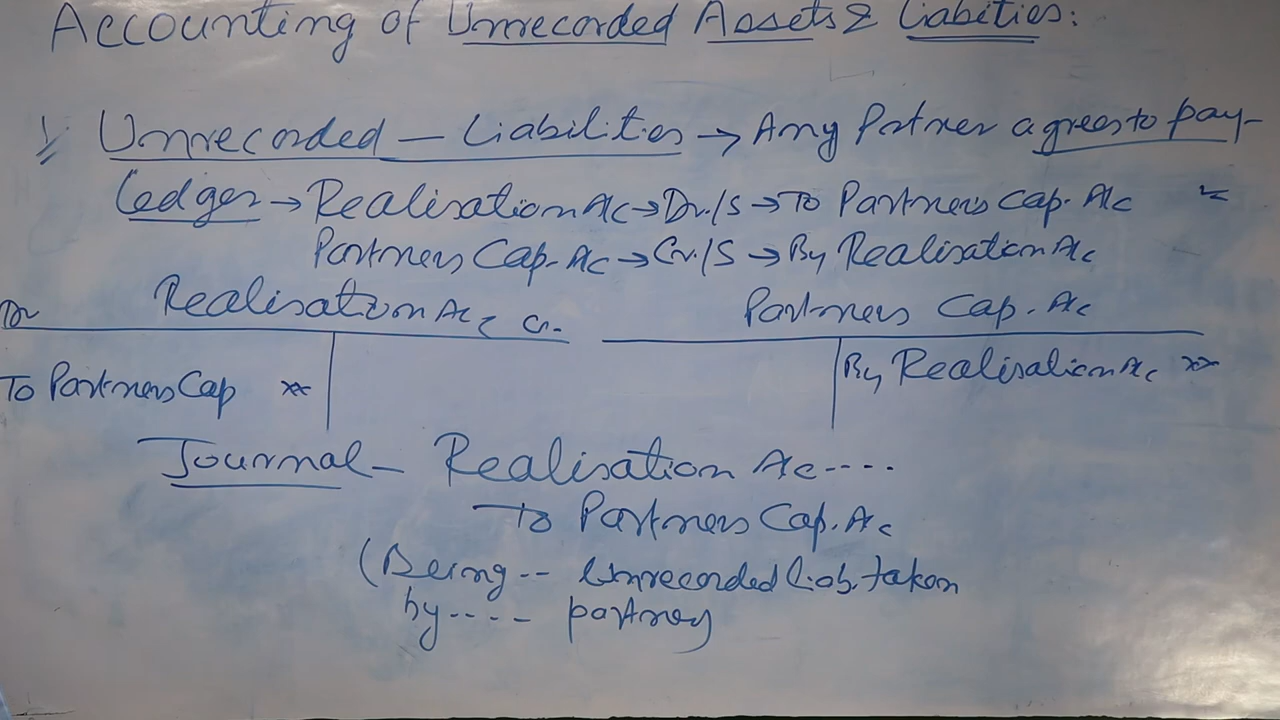 Accounting of Unrecorded Assets & Liabities:
1/ Unrecorded - Liabilities → Any Partner agrees to pay-
Ledger → Realisation A/c → Dr./S → To Partners Cap. A/c
Partners Cap. A/c → Cr./S → By Realisation A/c
Dr Realisation A/c Cr. Partners Cap. A/c
To Partners Cap xx By Realisation A/c xx
Journal - Realisation A/c ----
To Partners Cap. A/c
(Being -- Unrecorded Liab. taken
by ---- partner)